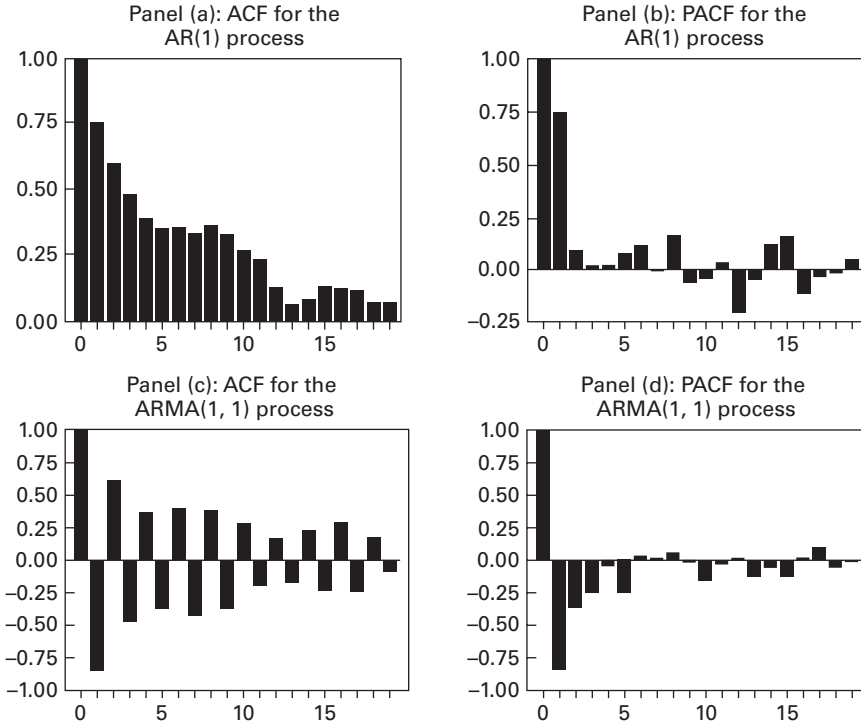 Panel (a): ACF for the
AR(1) process
1.00
0.75
0.50
0.25
0.00
0 5 10 15
Panel (b): PACF for the
AR(1) process
1.00
0.75
0.50
0.25
0.00
−0.25
0 5 10 15
Panel (c): ACF for the
ARMA(1, 1) process
1.00
0.75
0.50
0.25
0.00
−0.25
−0.50
−0.75
−1.00
0 5 10 15
Panel (d): PACF for the
ARMA(1, 1) process
1.00
0.75
0.50
0.25
0.00
−0.25
−0.50
−0.75
−1.00
0 5 10 15